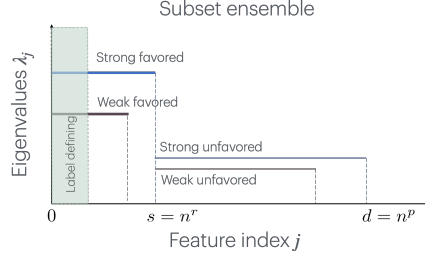 Subset ensemble
Eigenvalues λ_j
Strong favored
Weak favored
Label defining
Strong unfavored
Weak unfavored
0
s = n^r
d = n^p
Feature index j